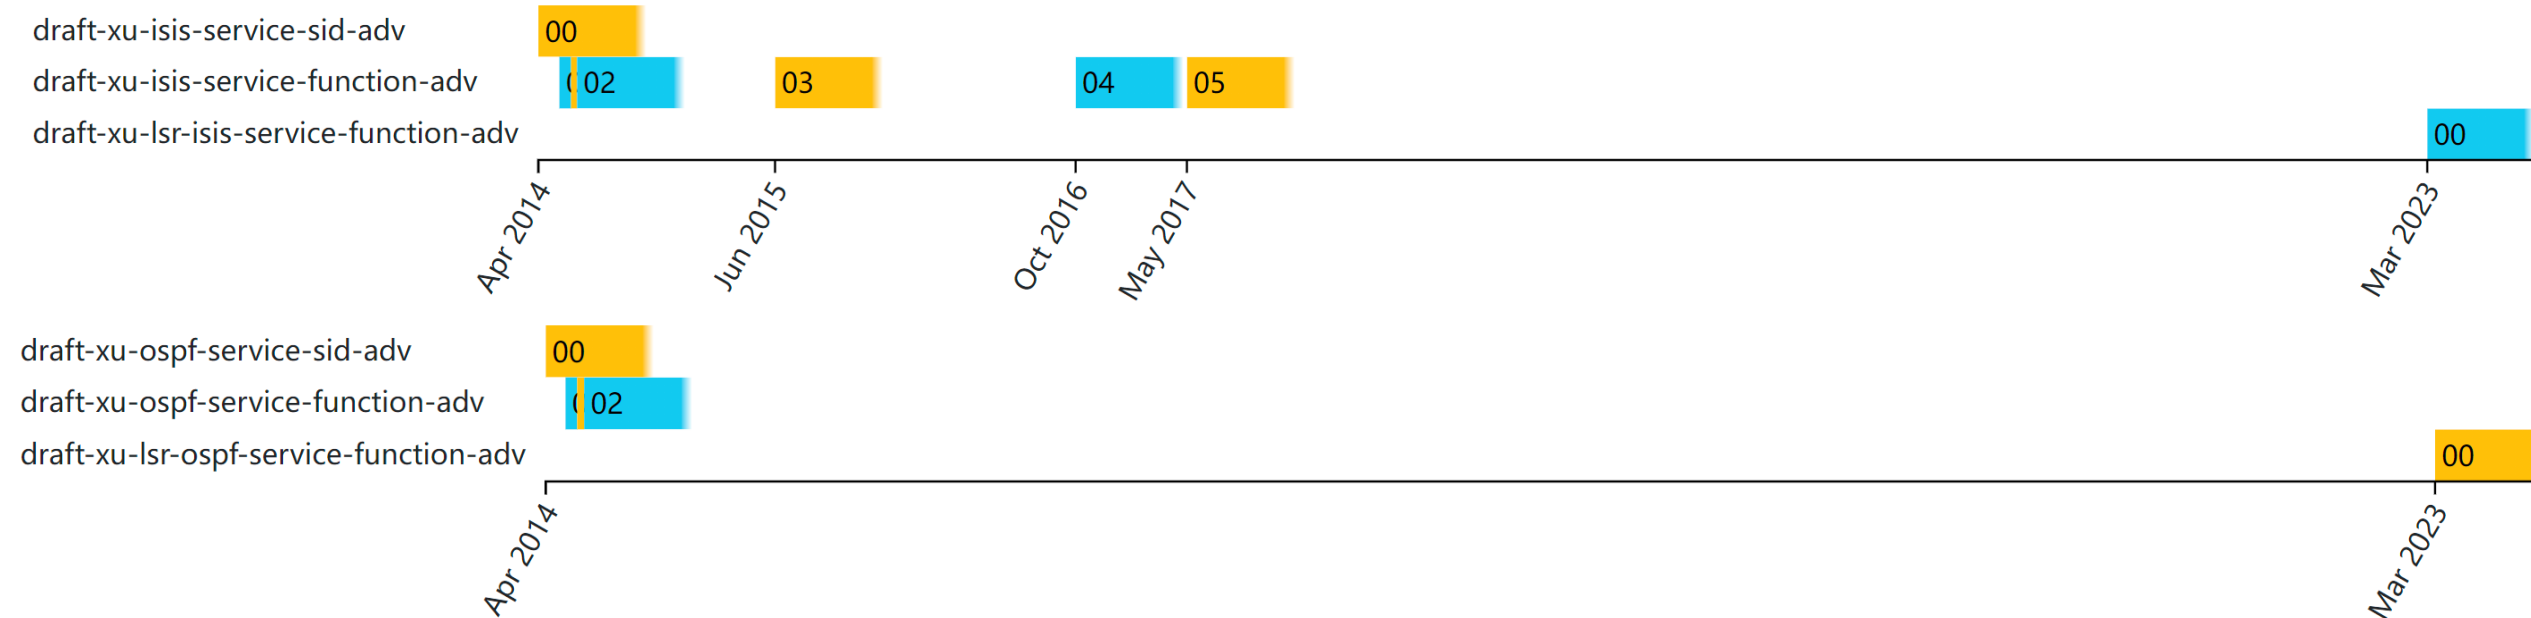 draft-xu-isis-service-sid-adv 00
draft-xu-isis-service-function-adv 02 03 04 05
draft-xu-lsr-isis-service-function-adv 00
Apr 2014 Jun 2015 Oct 2016 May 2017 Mar 2023
draft-xu-ospf-service-sid-adv 00
draft-xu-ospf-service-function-adv 02
draft-xu-lsr-ospf-service-function-adv 00
Apr 2014 Mar 2023